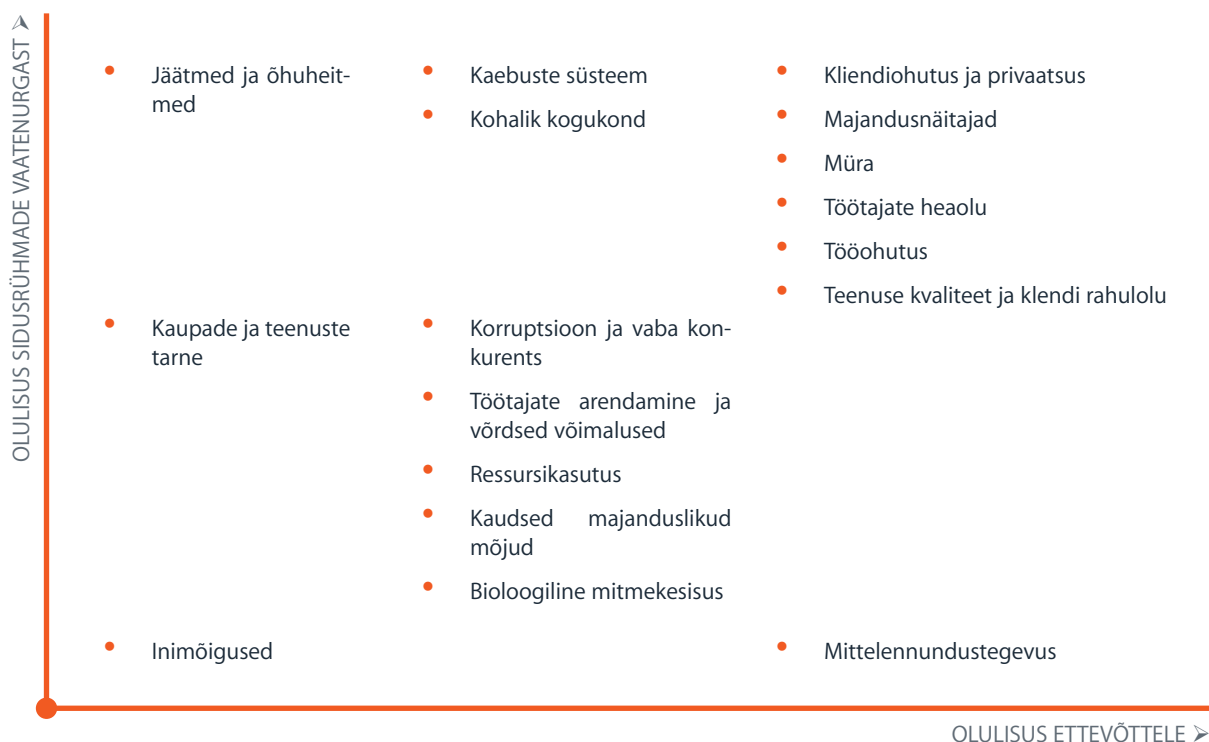 OLULISUS SIDUSRÜHMADE VAATENURGAST
Jäätmed ja õhuheit-
med
Kaebuste süsteem
Kohalik kogukond
Kliendiohutus ja privaatsus
Majandusnäitajad
Müra
Töötajate heaolu
Tööohutus
Teenuse kvaliteet ja klendi rahulolu
Kaupade ja teenuste
tarne
Korruptsioon ja vaba kon-
kurents
Töötajate arendamine ja
võrdsed võimalused
Ressursikasutus
Kaudsed majanduslikud
mõjud
Bioloogiline mitmekesisus
Inimõigused
Mittelennundustegevus
OLULISUS ETTEVÕTTELE